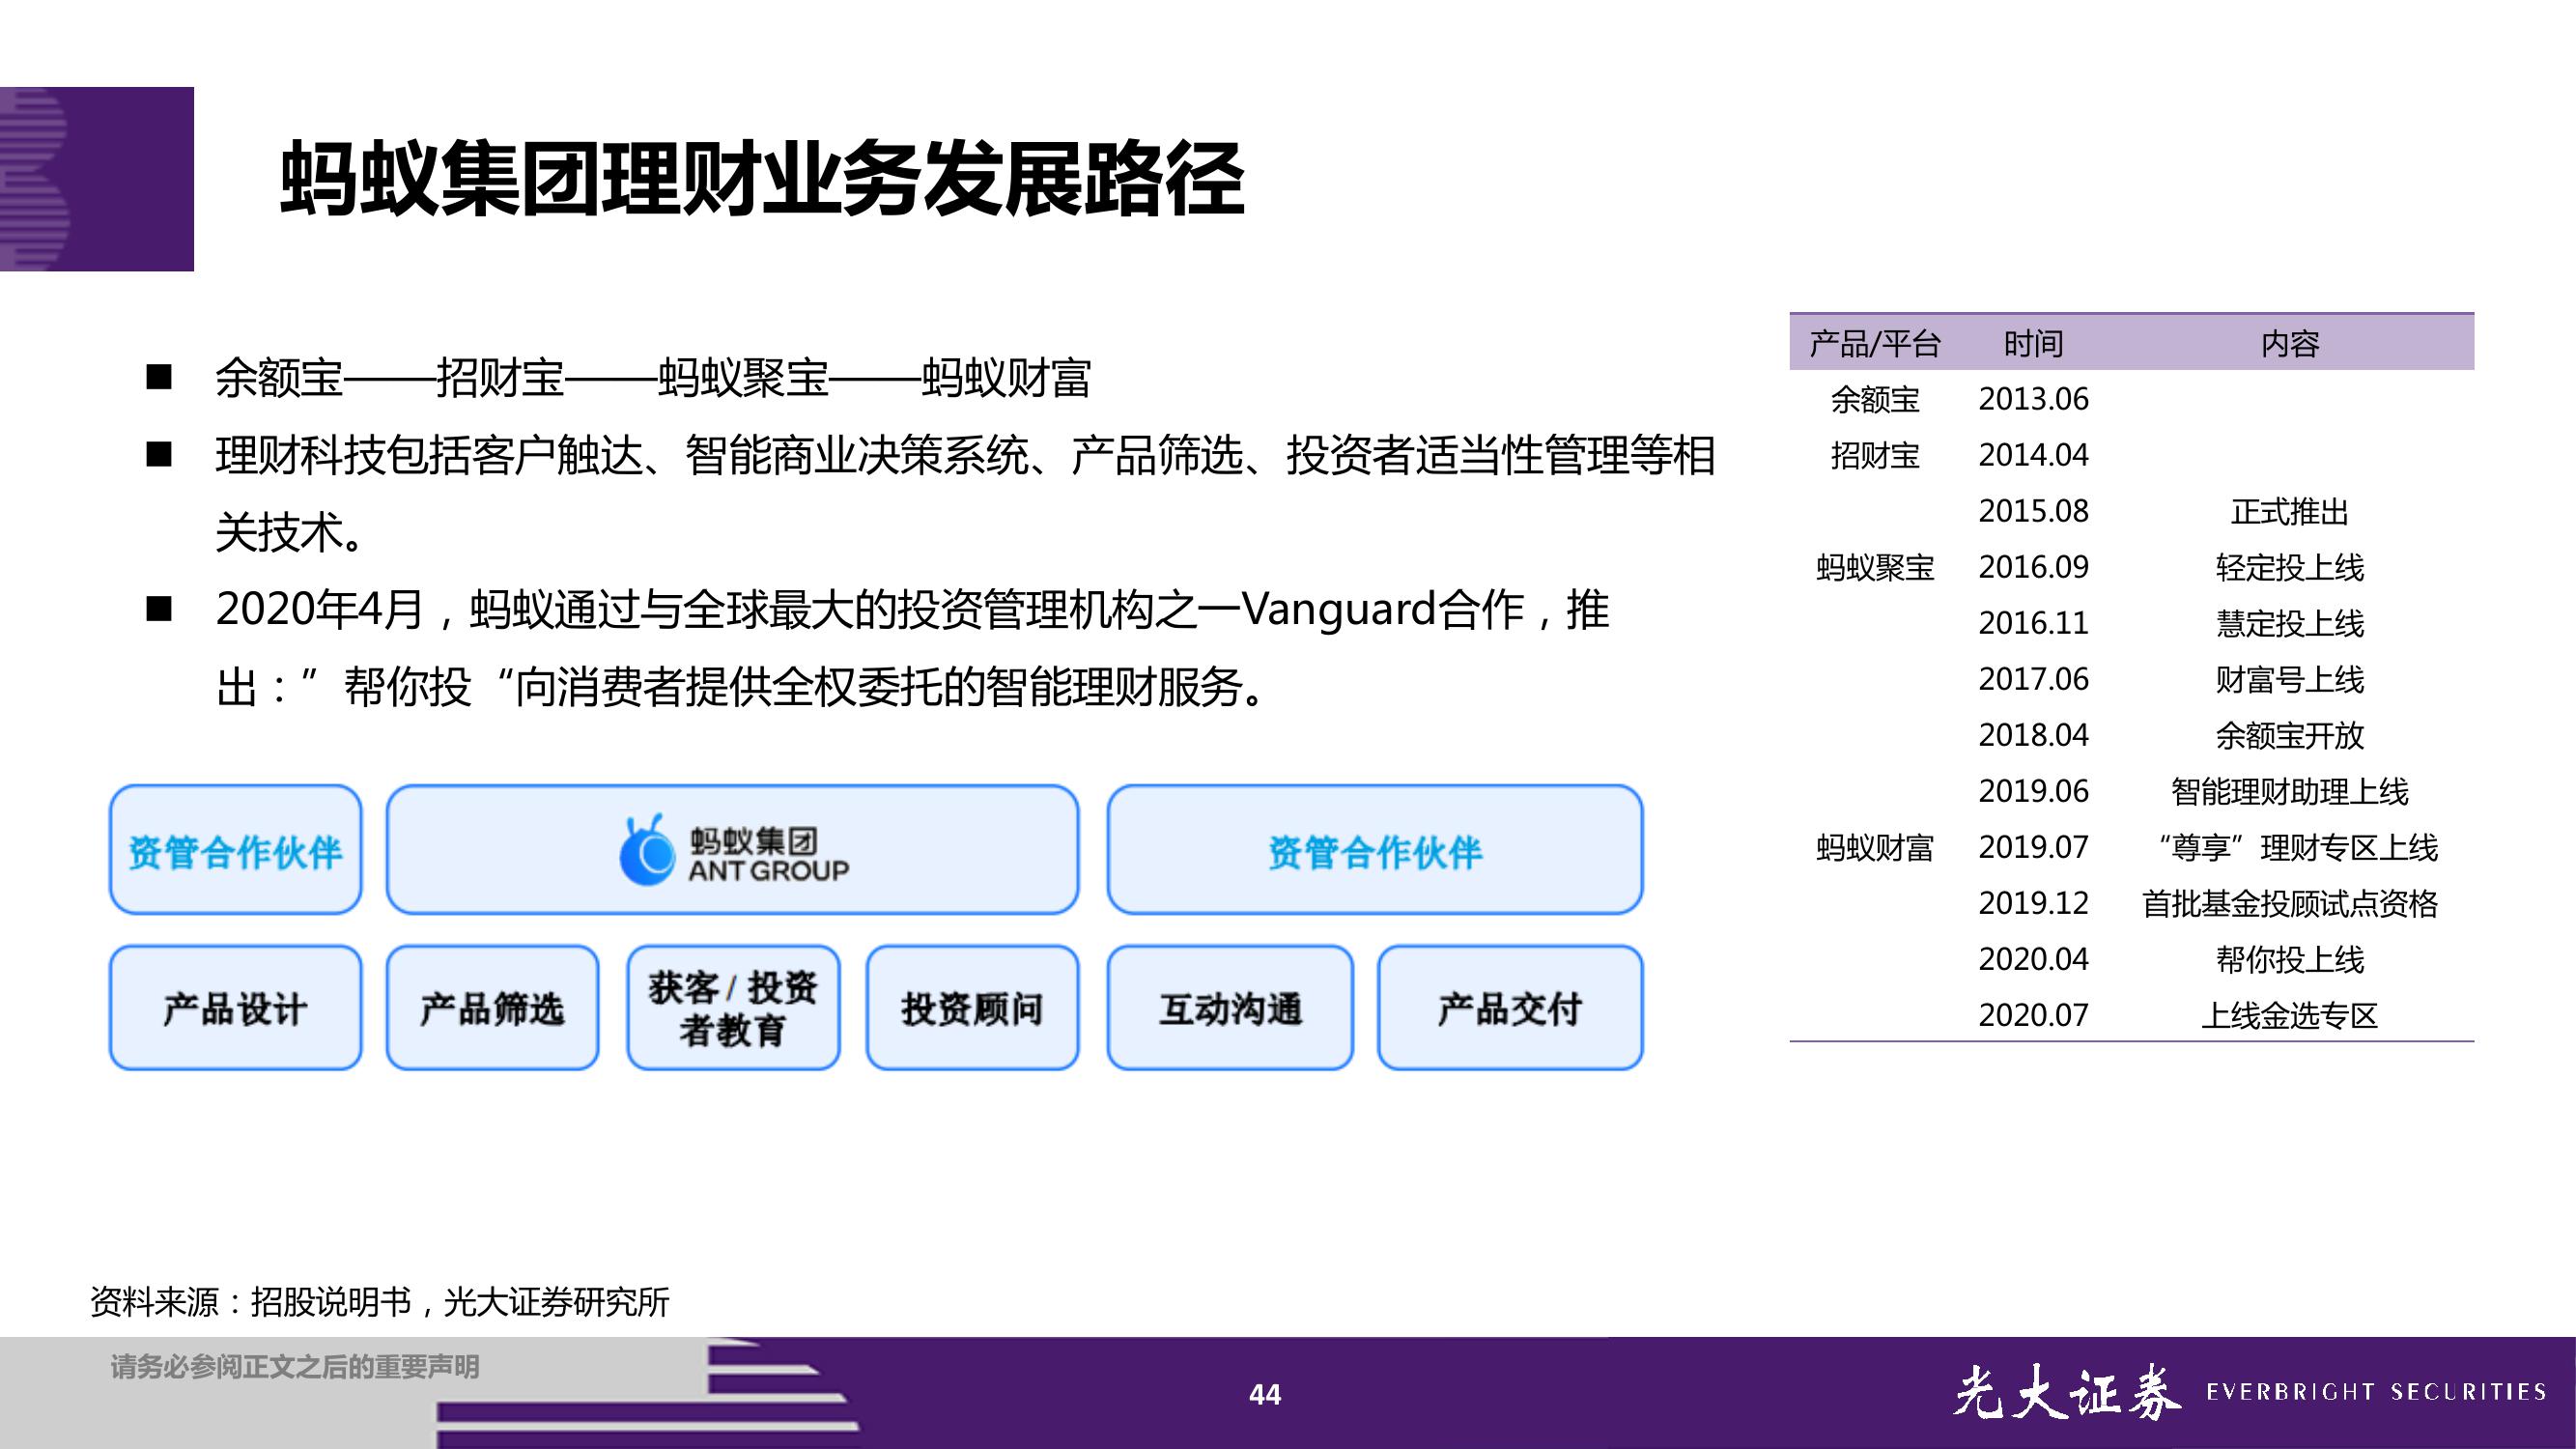 蚂蚁集团理财业务发展路径
■ 余额宝——招财宝——蚂蚁聚宝——蚂蚁财富
■ 理财科技包括客户触达、智能商业决策系统、产品筛选、投资者适当性管理等相
关技术。
■ 2020年4月，蚂蚁通过与全球最大的投资管理机构之一Vanguard合作，推
出：”帮你投“向消费者提供全权委托的智能理财服务。
资管合作伙伴 蚂蚁集团 资管合作伙伴
ANT GROUP
产品设计 产品筛选 获客/投资 投资顾问 互动沟通 产品交付
者教育
产品/平台 时间 内容
余额宝 2013.06
招财宝 2014.04
2015.08 正式推出
蚂蚁聚宝 2016.09 轻定投上线
2016.11 慧定投上线
2017.06 财富号上线
2018.04 余额宝开放
2019.06 智能理财助理上线
蚂蚁财富 2019.07 “尊享”理财专区上线
2019.12 首批基金投顾试点资格
2020.04 帮你投上线
2020.07 上线金选专区
资料来源：招股说明书，光大证券研究所
请务必参阅正文之后的重要声明
44
光大证券 EVERBRIGHT SECURITIES